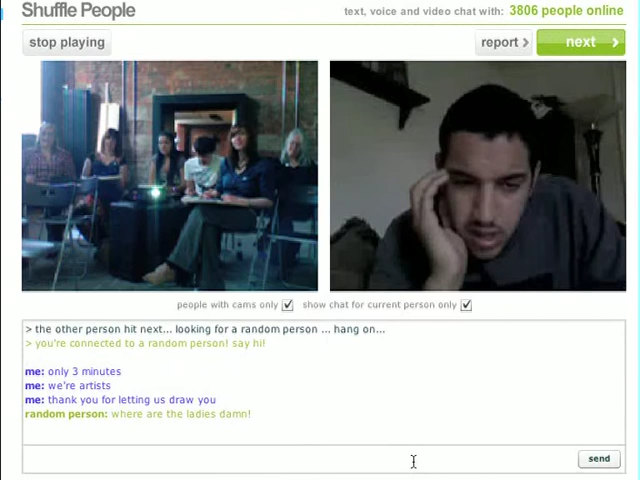 Shuffle People
text, voice and video chat with: 3806 people online
stop playing
report
next
people with cams only
show chat for current person only
> the other person hit next... looking for a random person ... hang on...
> you're connected to a random person! say hi!
me: only 3 minutes
me: we're artists
me: thank you for letting us draw you
random person: where are the ladies damn!
send